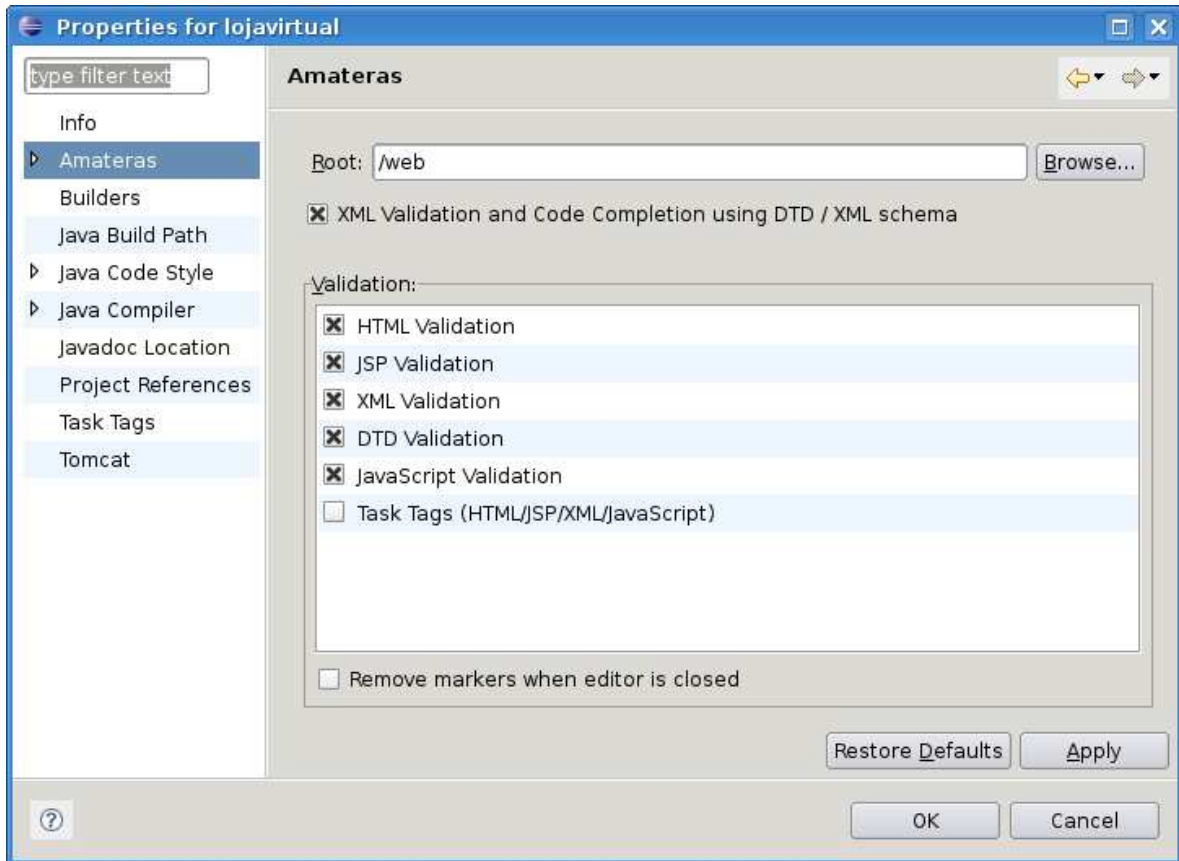 Properties for lojavirtual
type filter text
Info
Amateras
Builders
Java Build Path
Java Code Style
Java Compiler
Javadoc Location
Project References
Task Tags
Tomcat
Amateras
Root: /web Browse...
XML Validation and Code Completion using DTD / XML schema
Validation:
HTML Validation
JSP Validation
XML Validation
DTD Validation
JavaScript Validation
Task Tags (HTML/JSP/XML/JavaScript)
Remove markers when editor is closed
Restore Defaults Apply
? OK Cancel